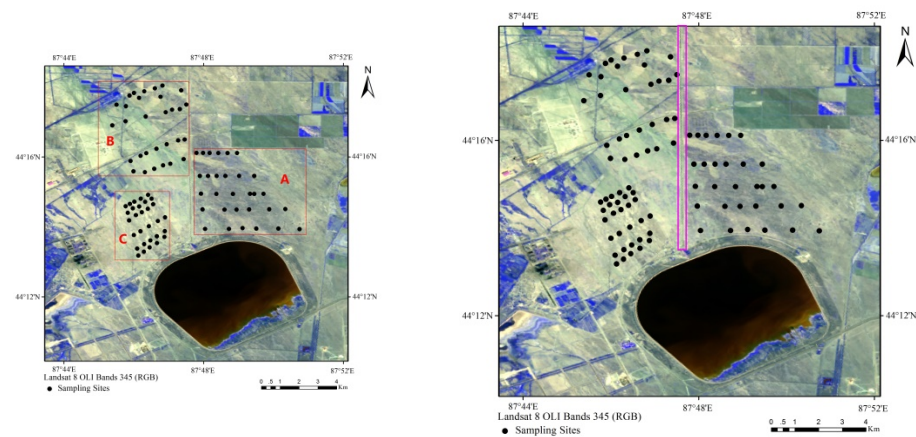 87°44'E 87°48'E 87°52'E
N
B
44°16'N 44°16'N
A
C
44°12'N 44°12'N
Landsat 8 OLI Bands 345 (RGB)
Sampling Sites
0 .5 1 2 3 4
Km
87°44'E 87°48'E 87°52'E
87°44'E 87°48'E 87°52'E
N
44°16'N 44°16'N
44°12'N 44°12'N
87°44'E 87°48'E 87°52'E
Landsat 8 OLI Bands 345 (RGB)
Sampling Sites
0 .5 1 2 3 4
Km